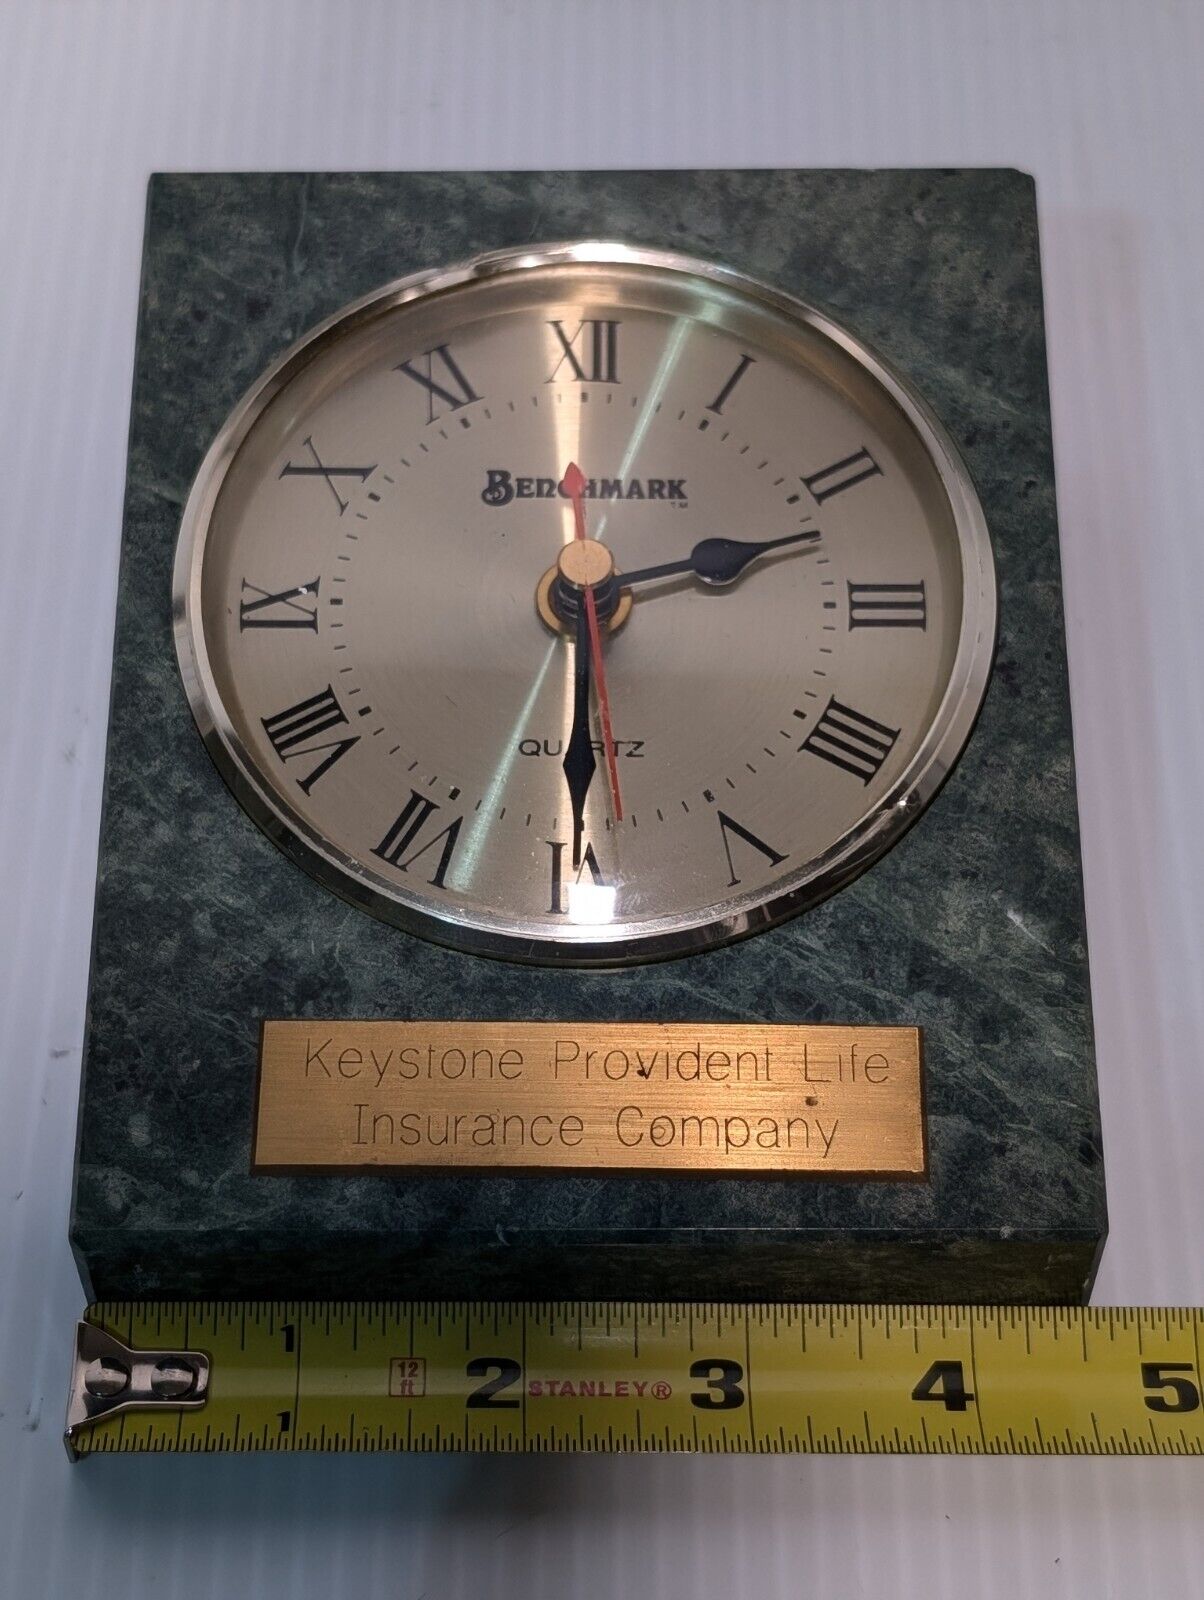 XII
XI
I
X
II
BENCHMARK
TM
IX
III
VIII
IIII
QUARTZ
VII
V
VI
Keystone Provident Life
Insurance Company
1
12
ft
2
STANLEY®
3
4
5
1